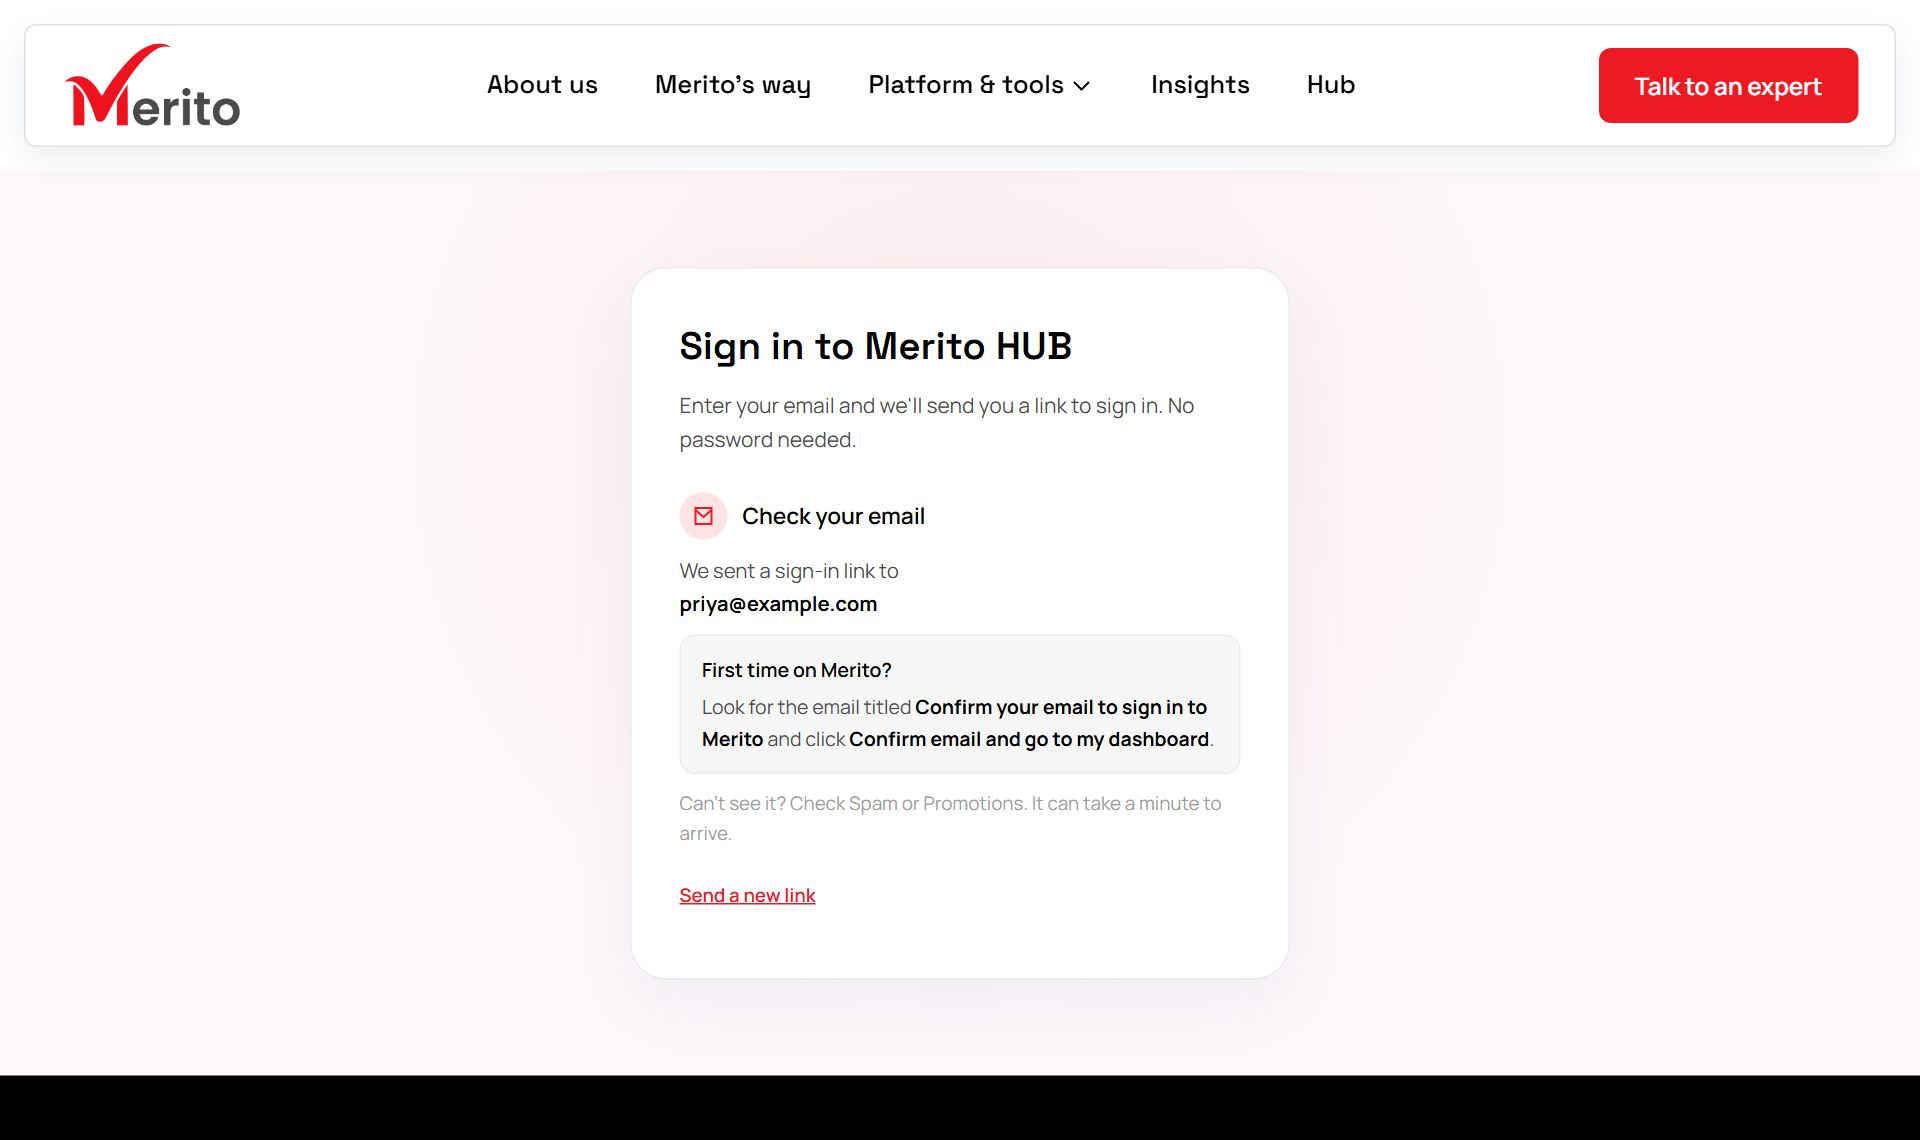 Merito
About us
Merito's way
Platform & tools
Insights
Hub
Talk to an expert
Sign in to Merito HUB
Enter your email and we'll send you a link to sign in. No
password needed.
Check your email
We sent a sign-in link to
priya@example.com
First time on Merito?
Look for the email titled Confirm your email to sign in to
Merito and click Confirm email and go to my dashboard.
Can't see it? Check Spam or Promotions. It can take a minute to
arrive.
Send a new link